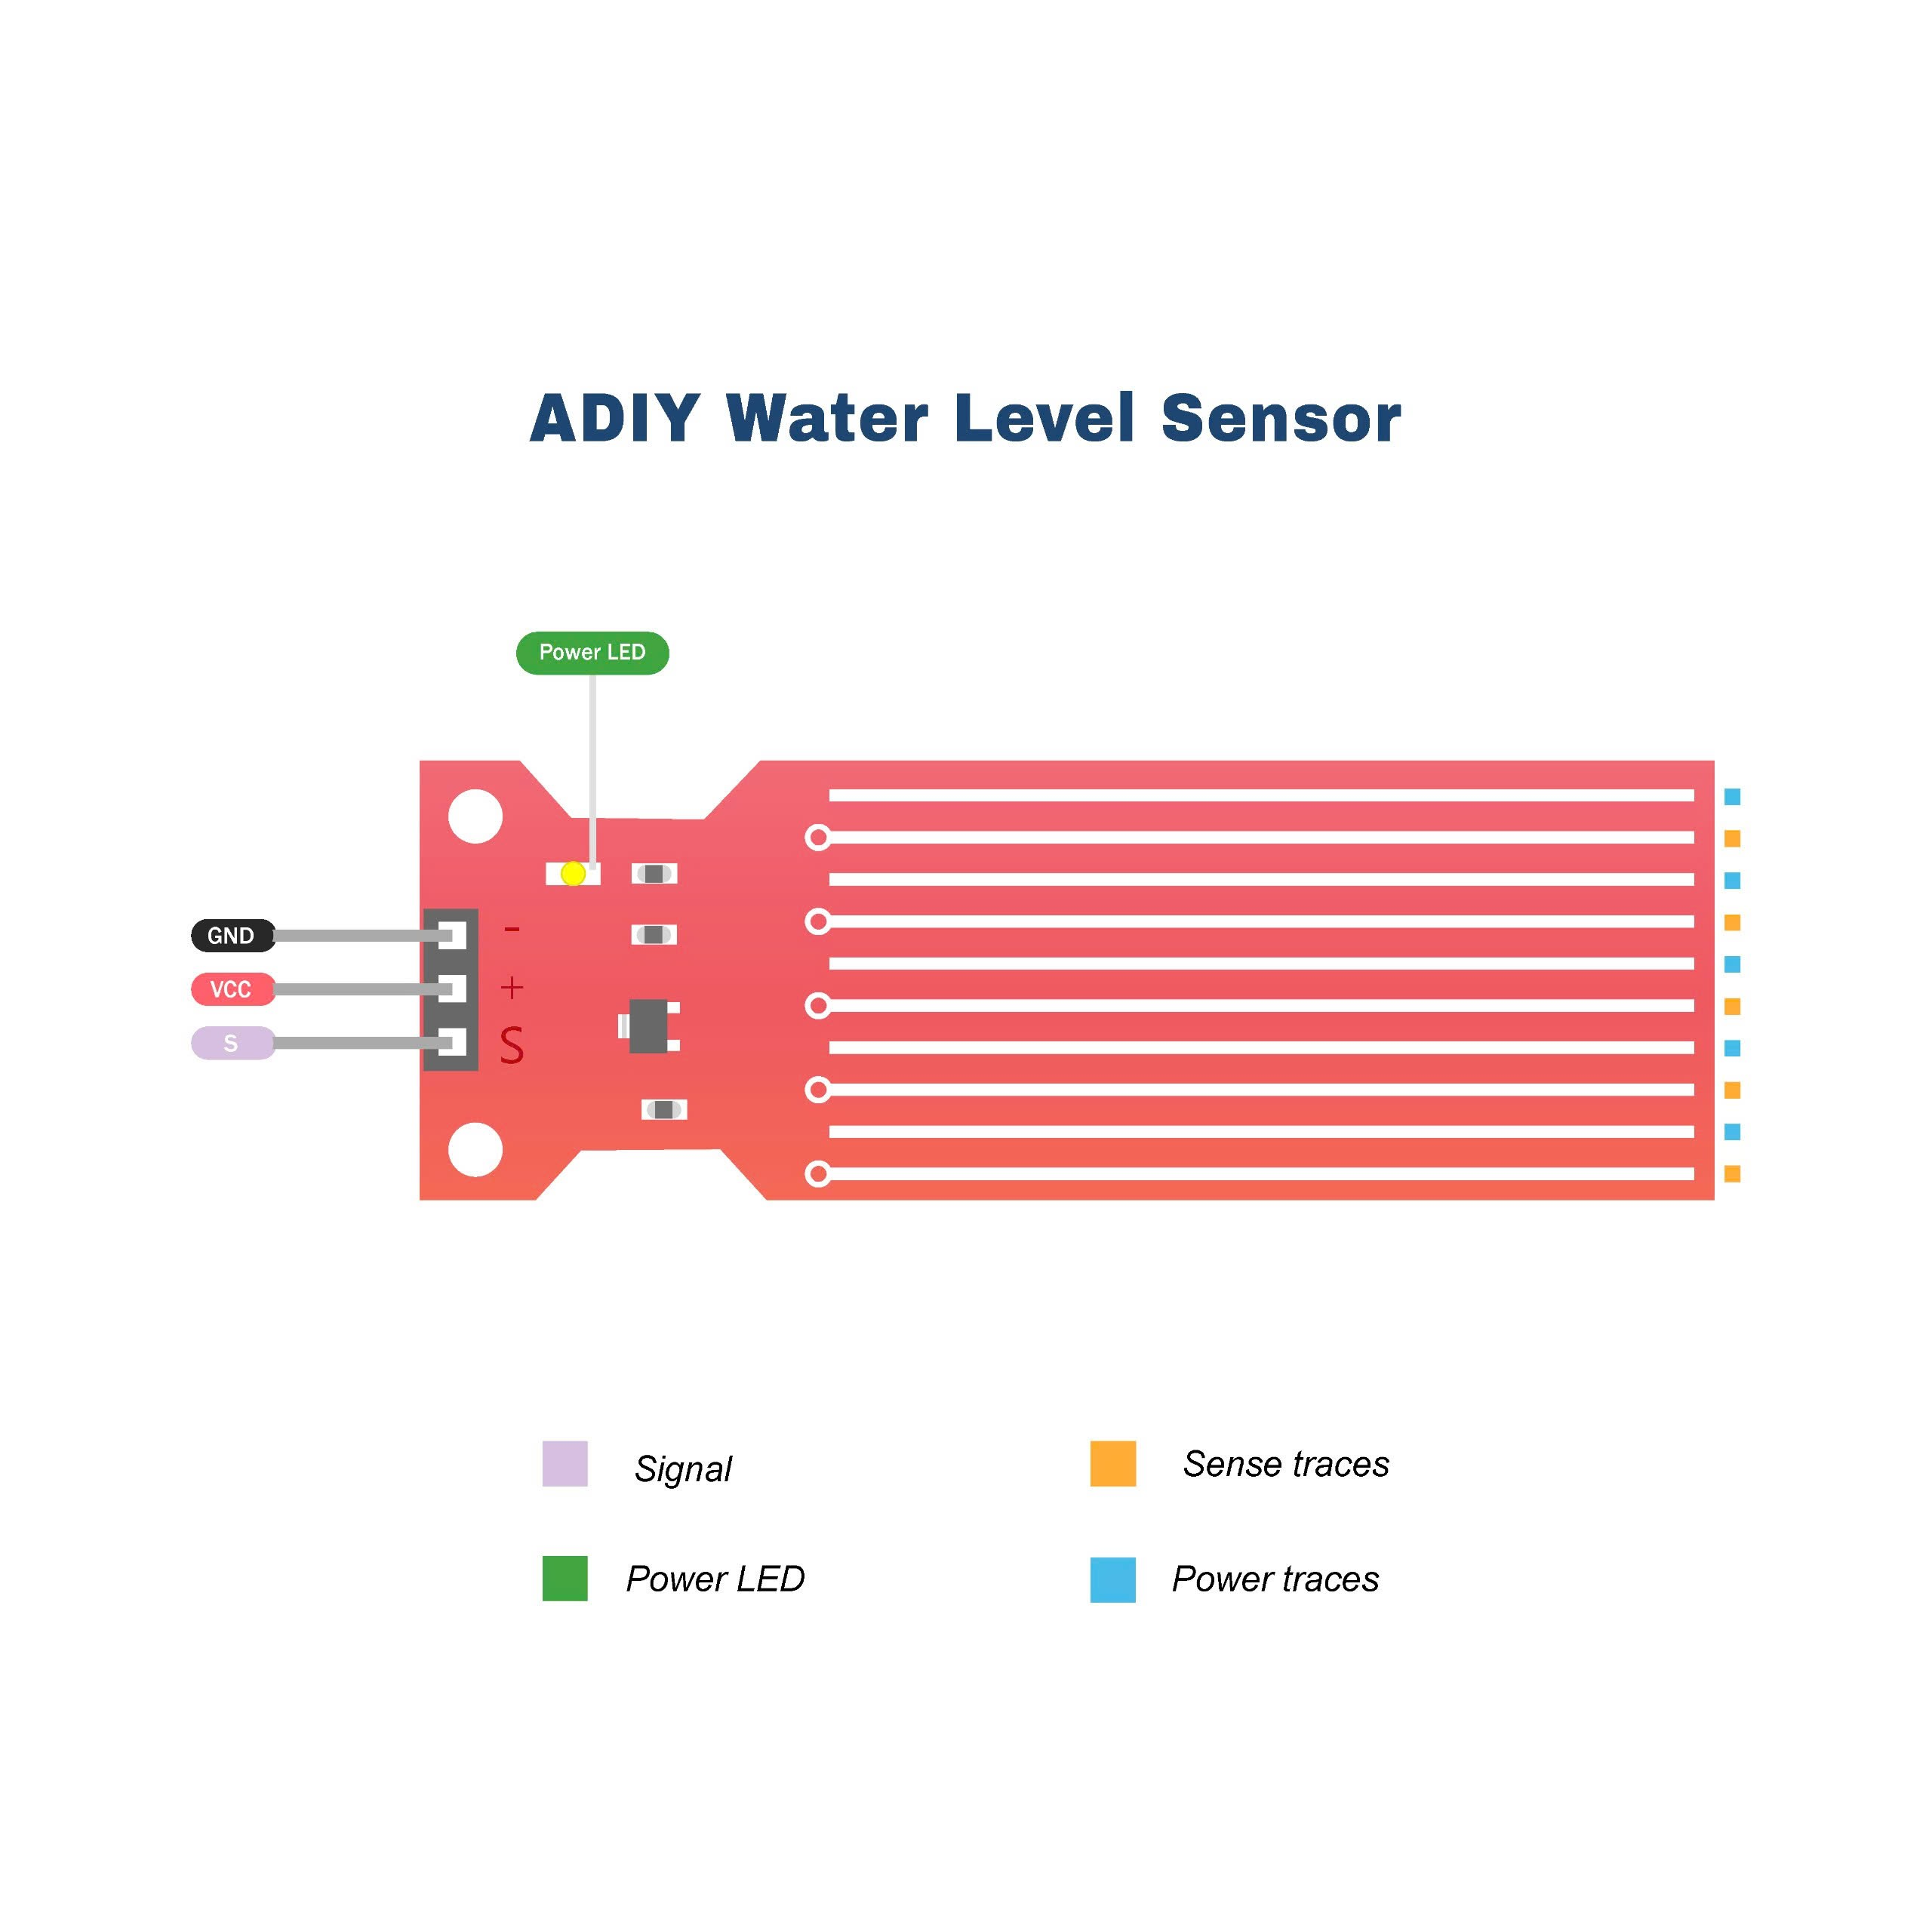 ADIY Water Level Sensor
Power LED
GND
-
VCC
+
S
S
Signal
Sense traces
Power LED
Power traces